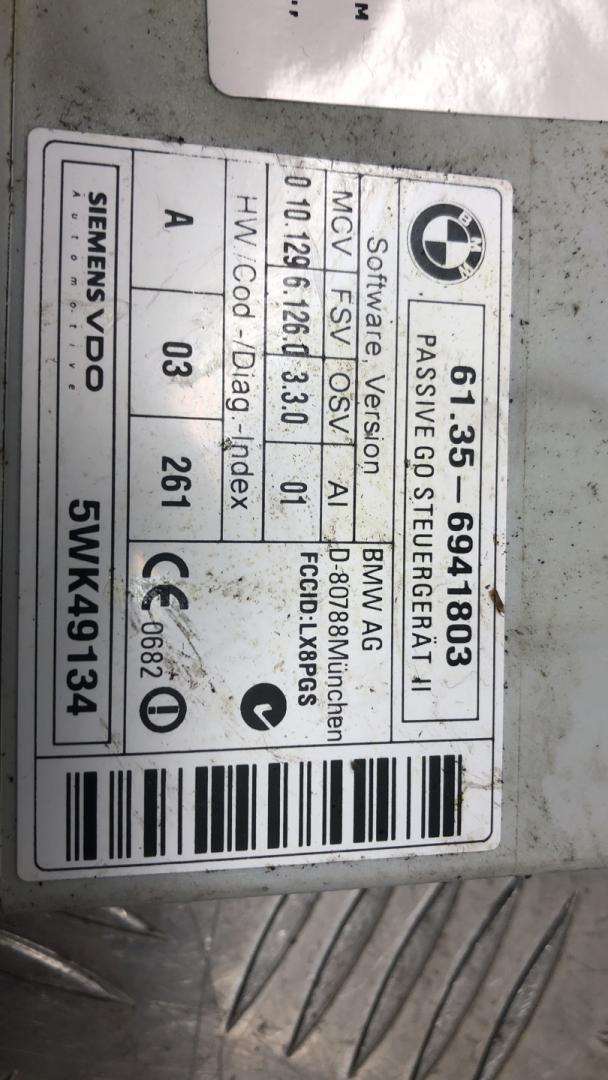 BMW
61.35-6941803
PASSIVE GO STEUERGERÄT II
Software, Version
MCV FSV OSV AI
0 10.129 6.126.0 3.3.0 01
HW/Cod-/Diag.-Index
A 03 261
BMW AG
D-80788München
FCCID:LX8PGS
CE 0682
SIEMENS VDO
Automotive
5WK49134